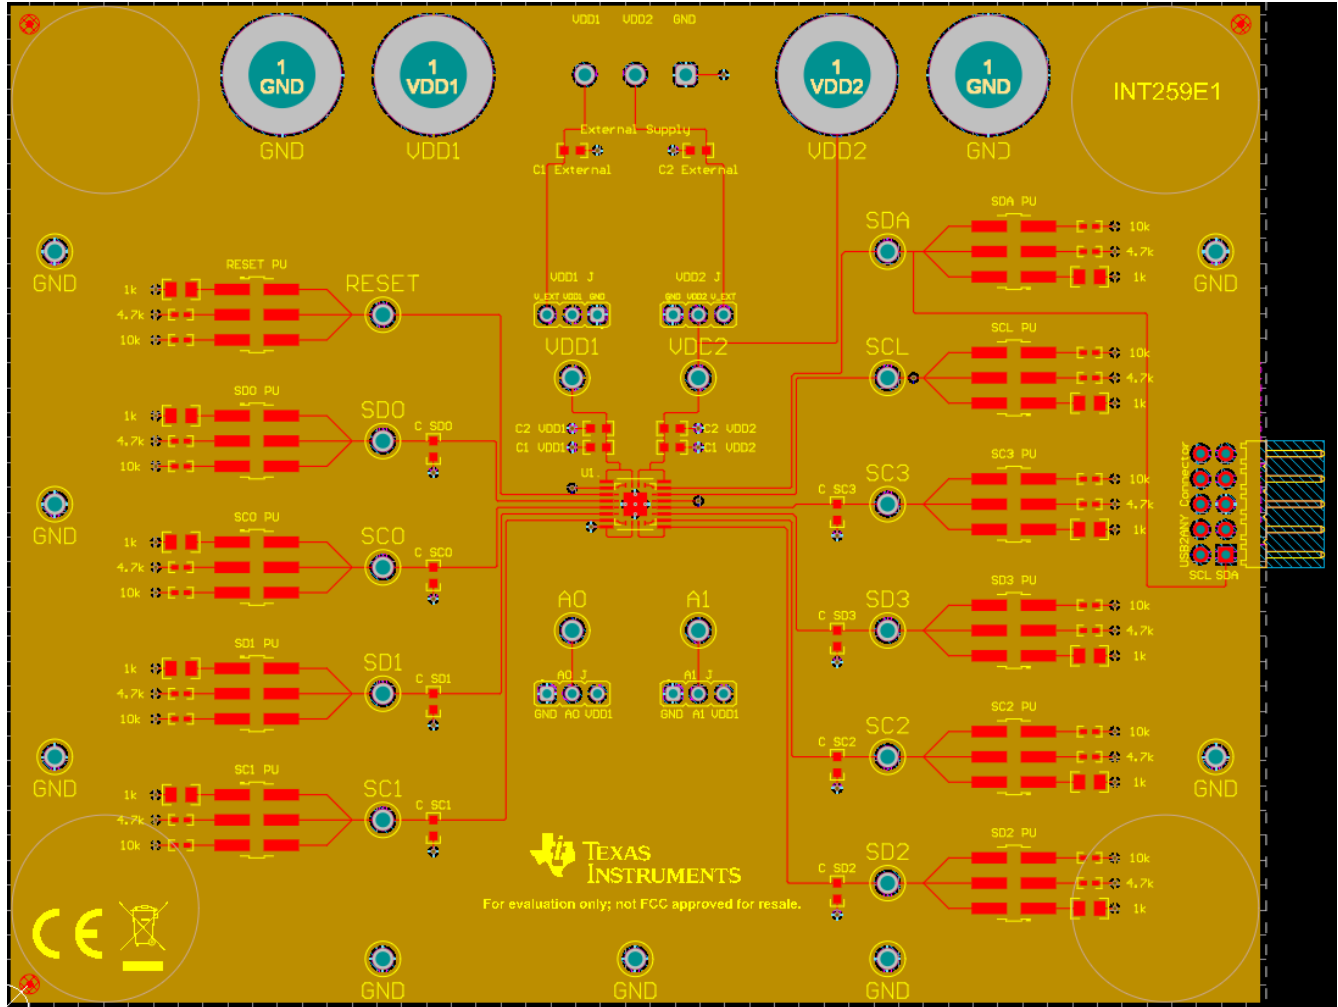 VDD1 VDD2 GND
1
GND
1
VDD1
1
VDD2
1
GND
INT259E1
GND
VDD1
External Supply
VDD2
GND
C1 External
C2 External
SDA PU
SDA
10k
4.7k
1k
GND
GND
RESET PU
RESET
1k
4.7k
10k
VDD1 J
V_EXT VDD1 GND
VDD2 J
GND VDD2 V_EXT
VDD1
VDD2
SCL PU
SCL
10k
4.7k
1k
SDO PU
SDO
C SDO
1k
4.7k
10k
C2 VDD1
C1 VDD1
C2 VDD2
C1 VDD2
U1
SC3 PU
SC3
C SC3
10k
4.7k
1k
USB2ANY Connector
SCL SDA
GND
SCO PU
SCO
C SCO
1k
4.7k
10k
A0
A1
SD3 PU
SD3
C SD3
10k
4.7k
1k
SD1 PU
SD1
C SD1
1k
4.7k
10k
A0 J
GND A0 VDD1
A1 J
GND A1 VDD1
SC2 PU
SC2
C SC2
10k
4.7k
1k
GND
GND
SC1 PU
SC1
C SC1
1k
4.7k
10k
SD2 PU
SD2
C SD2
10k
4.7k
1k
TEXAS
INSTRUMENTS
For evaluation only; not FCC approved for resale.
CE
GND
GND
GND